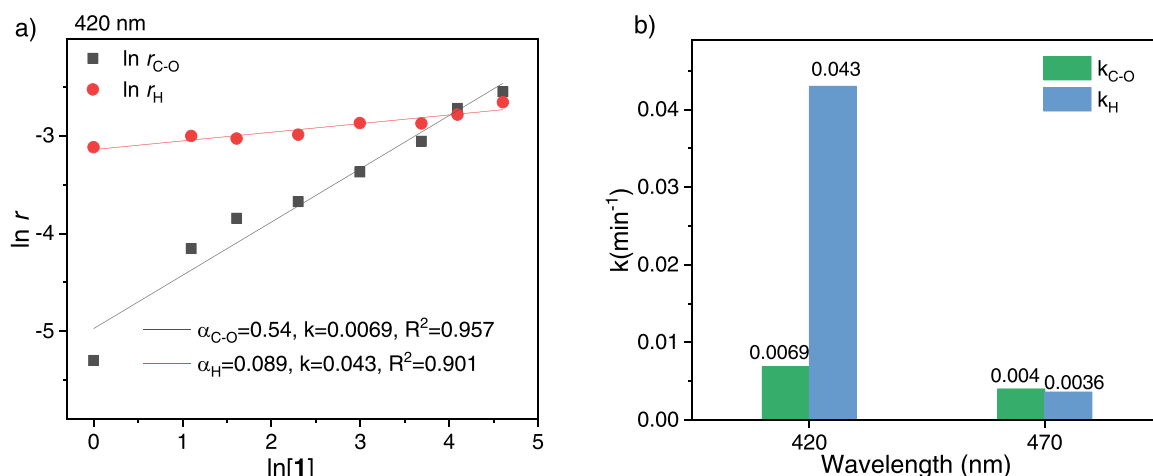 a)
420 nm
ln r_C-O
ln r_H
-3
-4
-5
ln r
α_C-O=0.54, k=0.0069, R²=0.957
α_H=0.089, k=0.043, R²=0.901
0 1 2 3 4 5
ln[1]
b)
k_C-O
k_H
0.04
0.03
0.02
0.01
0.00
k(min⁻¹)
0.0069
0.043
0.004
0.0036
420 470
Wavelength (nm)